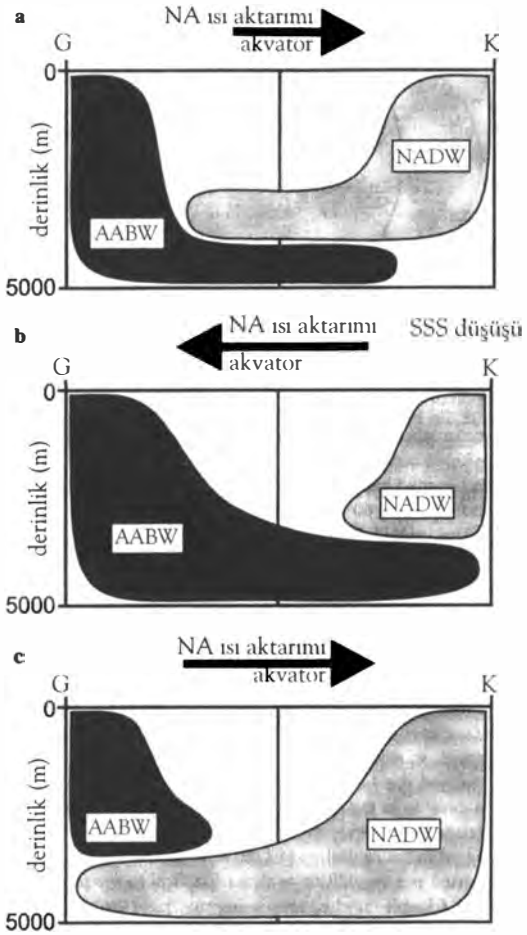 a
NA ısı aktarımı
akvator
G
K
0
derinlik (m)
5000
NADW
AABW
b
NA ısı aktarımı
SSS düşüşü
akvator
G
K
0
derinlik (m)
5000
NADW
AABW
c
NA ısı aktarımı
akvator
G
K
0
derinlik (m)
5000
AABW
NADW